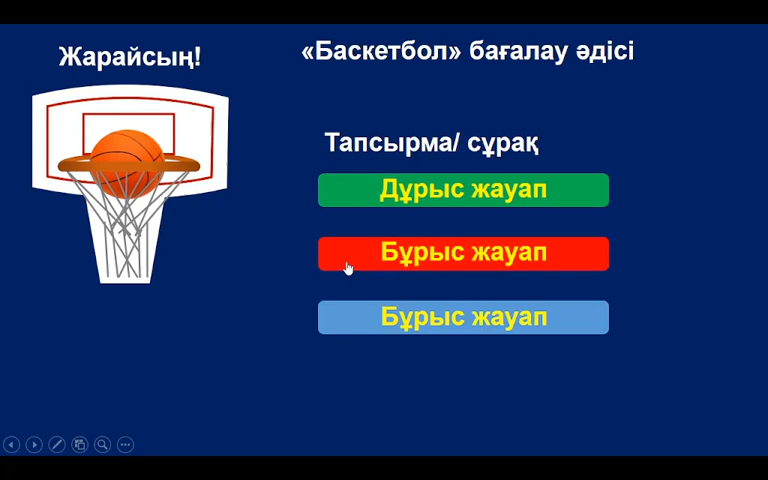 Жарайсың!
«Баскетбол» бағалау әдісі
Тапсырма/ сұрақ
Дұрыс жауап
Бұрыс жауап
Бұрыс жауап